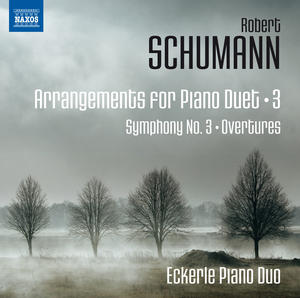 NAXOS
Robert
SCHUMANN
Arrangements for Piano Duet • 3
Symphony No. 3 • Overtures
Eckerle Piano Duo